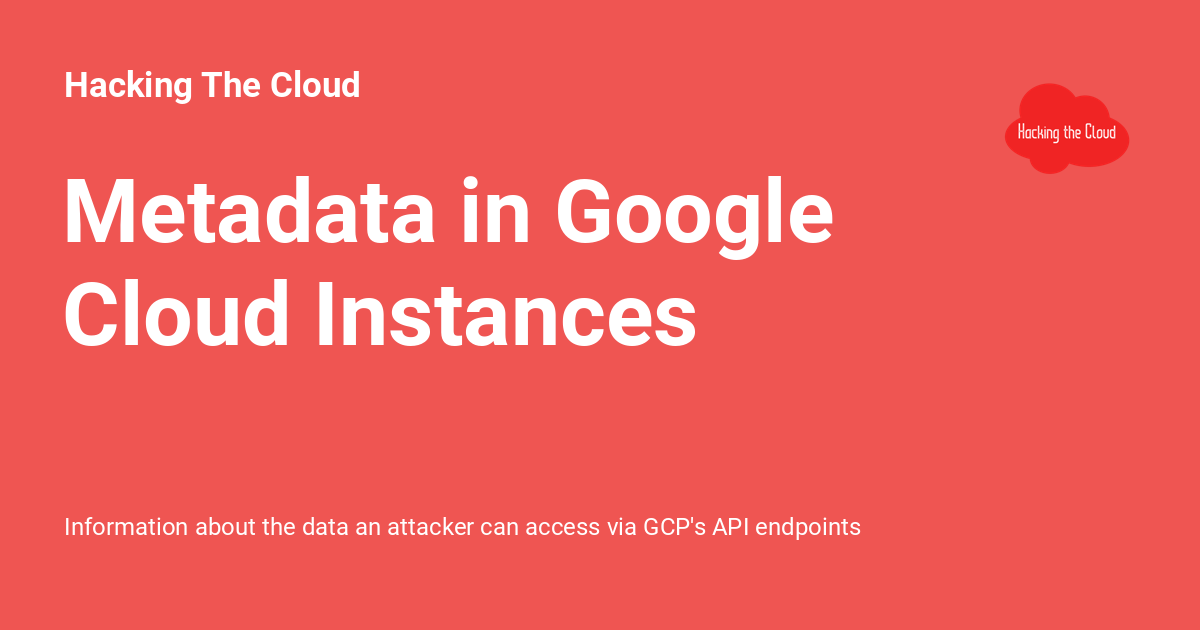 Hacking The Cloud
Hacking the Cloud
Metadata in Google
Cloud Instances
Information about the data an attacker can access via GCP's API endpoints